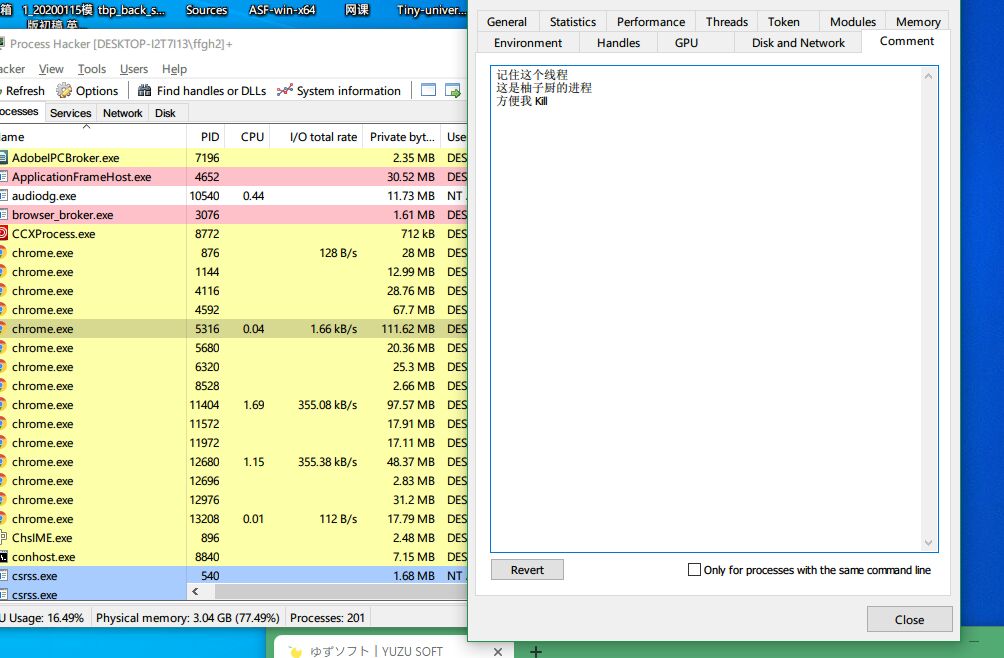 箱 1_20200115模 tbp_back_s... Sources ASF-win-x64 网课 Tiny-univer...
版初稿 英
Process Hacker [DESKTOP-I2T7I13\ffgh2]+
acker View Tools Users Help
Refresh Options Find handles or DLLs System information
ocesses Services Network Disk
ame PID CPU I/O total rate Private byt... Use
AdobeIPCBroker.exe 7196 2.35 MB DES
ApplicationFrameHost.exe 4652 30.52 MB DES
audiodg.exe 10540 0.44 11.73 MB NT .
browser_broker.exe 3076 1.61 MB DES
CCXProcess.exe 8772 712 kB DES
chrome.exe 876 128 B/s 28 MB DES
chrome.exe 1144 12.99 MB DES
chrome.exe 4116 28.76 MB DES
chrome.exe 4592 67.7 MB DES
chrome.exe 5316 0.04 1.66 kB/s 111.62 MB DES
chrome.exe 5680 20.36 MB DES
chrome.exe 6320 25.3 MB DES
chrome.exe 8528 2.66 MB DES
chrome.exe 11404 1.69 355.08 kB/s 97.57 MB DES
chrome.exe 11572 17.91 MB DES
chrome.exe 11972 17.11 MB DES
chrome.exe 12680 1.15 355.38 kB/s 48.37 MB DES
chrome.exe 12696 2.83 MB DES
chrome.exe 12976 31.2 MB DES
chrome.exe 13208 0.01 112 B/s 17.79 MB DES
ChsIME.exe 896 2.48 MB DES
conhost.exe 8840 7.15 MB DES
csrss.exe 540 1.68 MB NT .
csrss.exe
U Usage: 16.49% Physical memory: 3.04 GB (77.49%) Processes: 201
General Statistics Performance Threads Token Modules Memory
Environment Handles GPU Disk and Network Comment
记住这个线程
这是柚子厨的进程
方便我 Kill
Revert Only for processes with the same command line
Close
ゆずソフト | YUZU SOFT